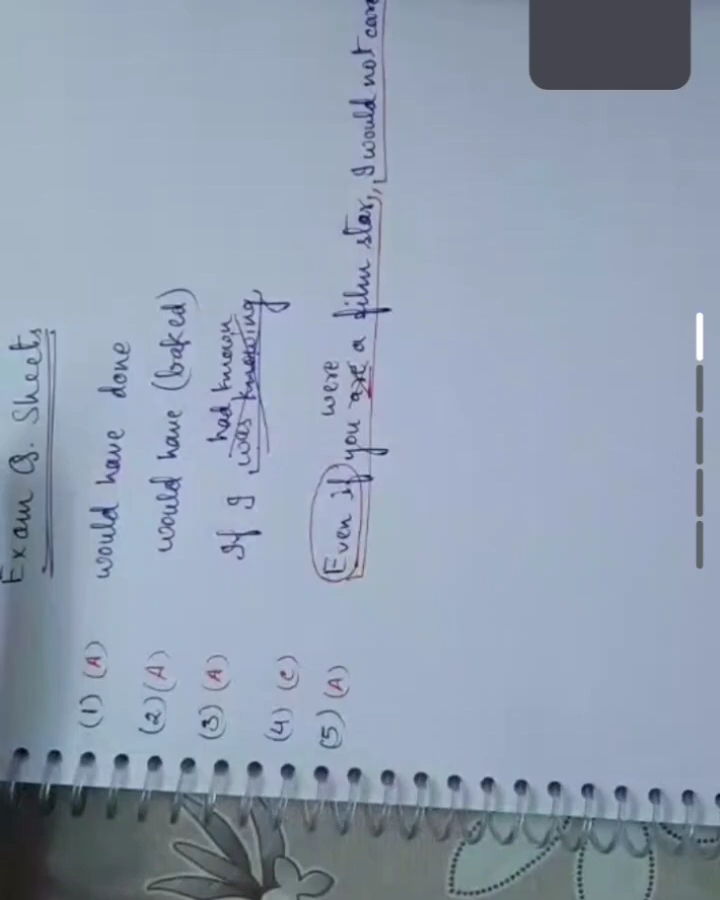 Exam Q. Sheets
(1) (A) would have done
(2) (A) would have (baked)
had known
(3) (A) If I was knowing
(4) (C)
were
(5) (A) Even if you are a film star, I would not care